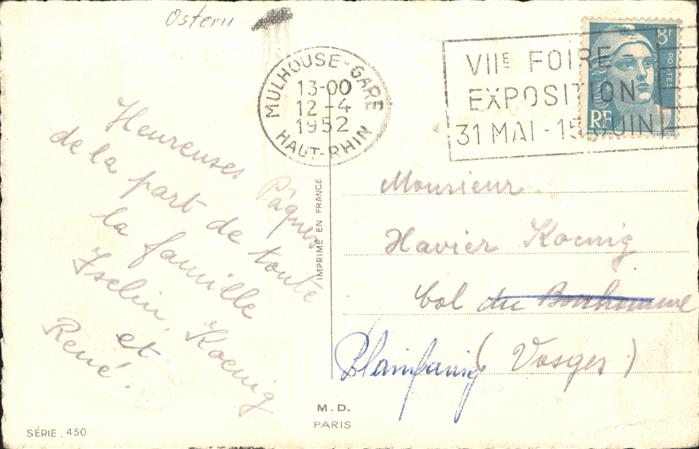 Ostern
MULHOUSE-GARE
13-00
12-4
1952
HAUT-RHIN
VIIE FOIRE-
EXPOSITION
31 MAI-15 JUIN
8F
POSTES
RF
Heureuses Pâques
de la part de toute
la famille
Iselin, Koenig
et
René.
IMPRIMÉ EN FRANCE
Monsieur
Xavier Koenig
Col du Bonhomme
(Vosges)
M.D.
PARIS
SÉRIE.450